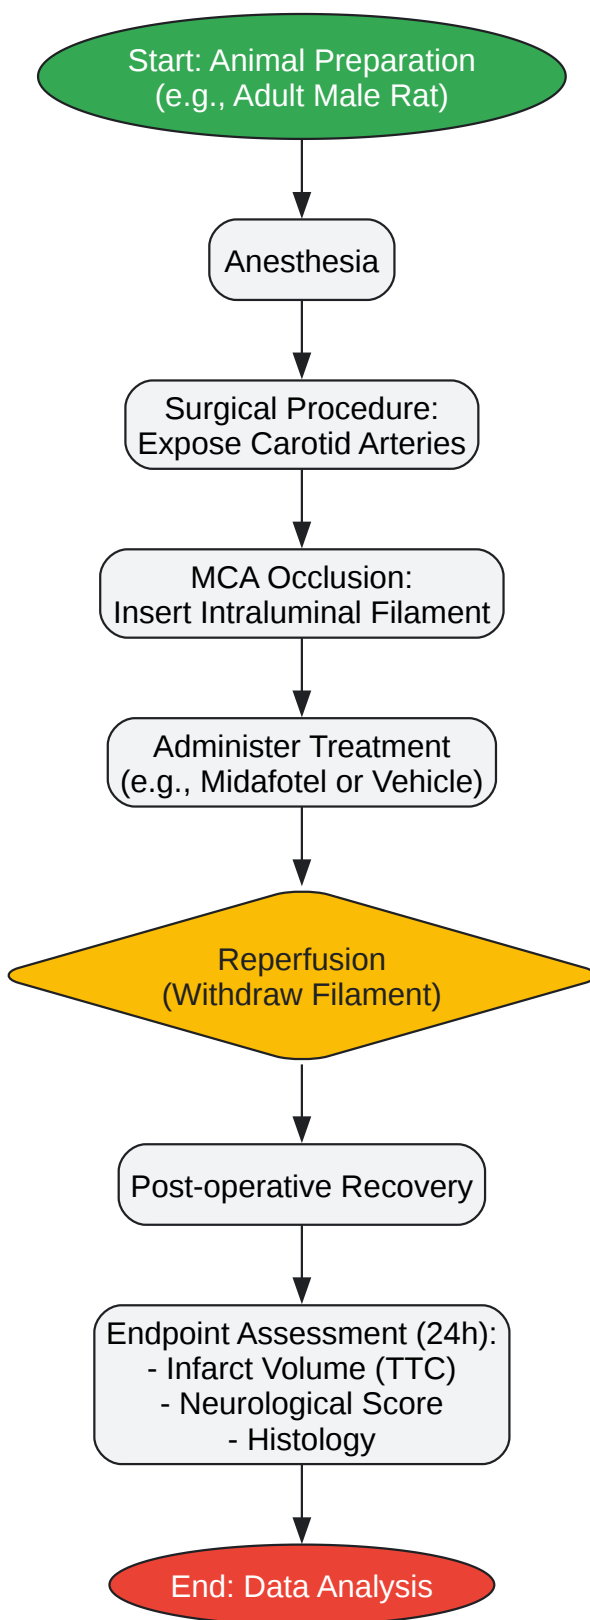 Start: Animal Preparation
(e.g., Adult Male Rat)
Anesthesia
Surgical Procedure:
Expose Carotid Arteries
MCA Occlusion:
Insert Intraluminal Filament
Administer Treatment
(e.g., Midafotel or Vehicle)
Reperfusion
(Withdraw Filament)
Post-operative Recovery
Endpoint Assessment (24h):
- Infarct Volume (TTC)
- Neurological Score
- Histology
End: Data Analysis